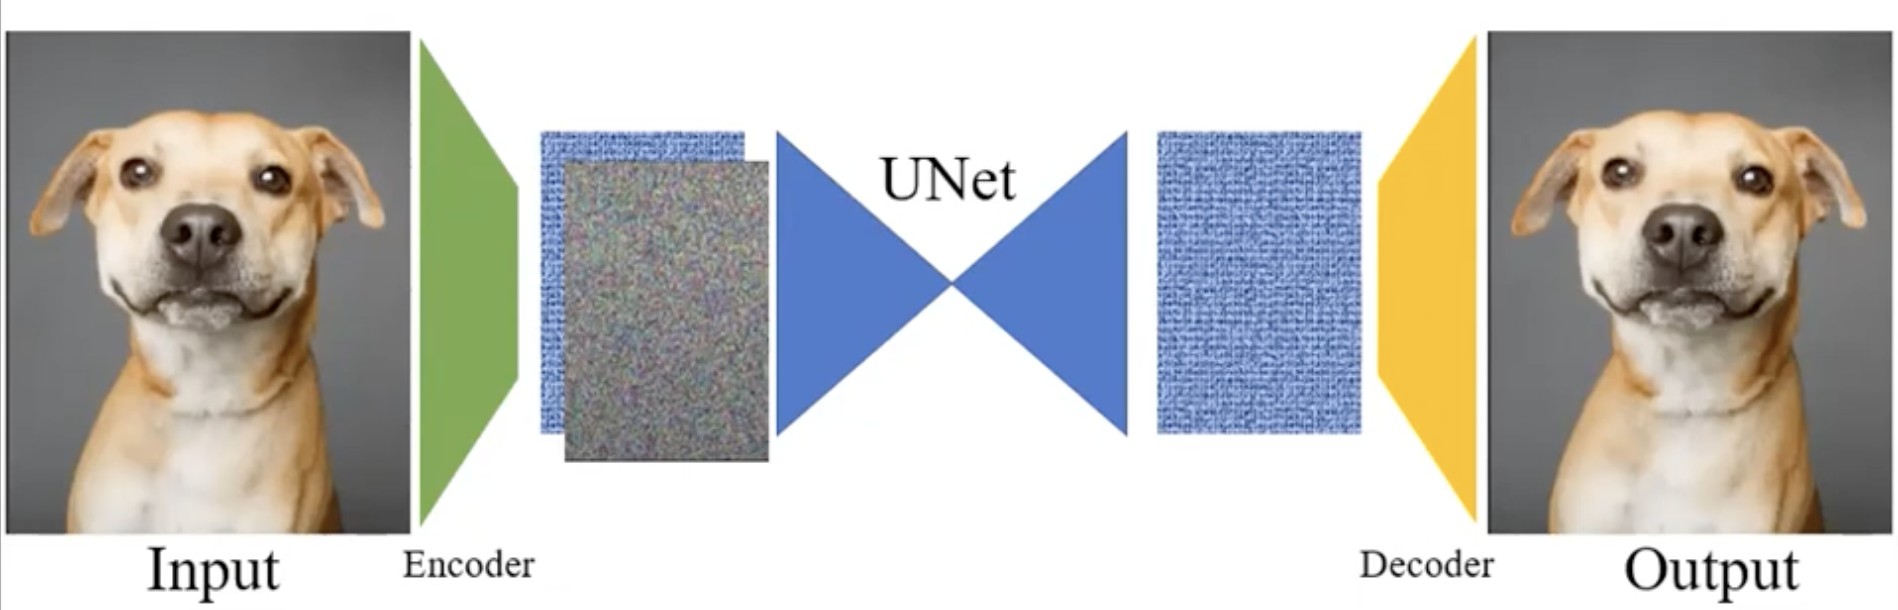 UNet
Input
Encoder
Decoder
Output